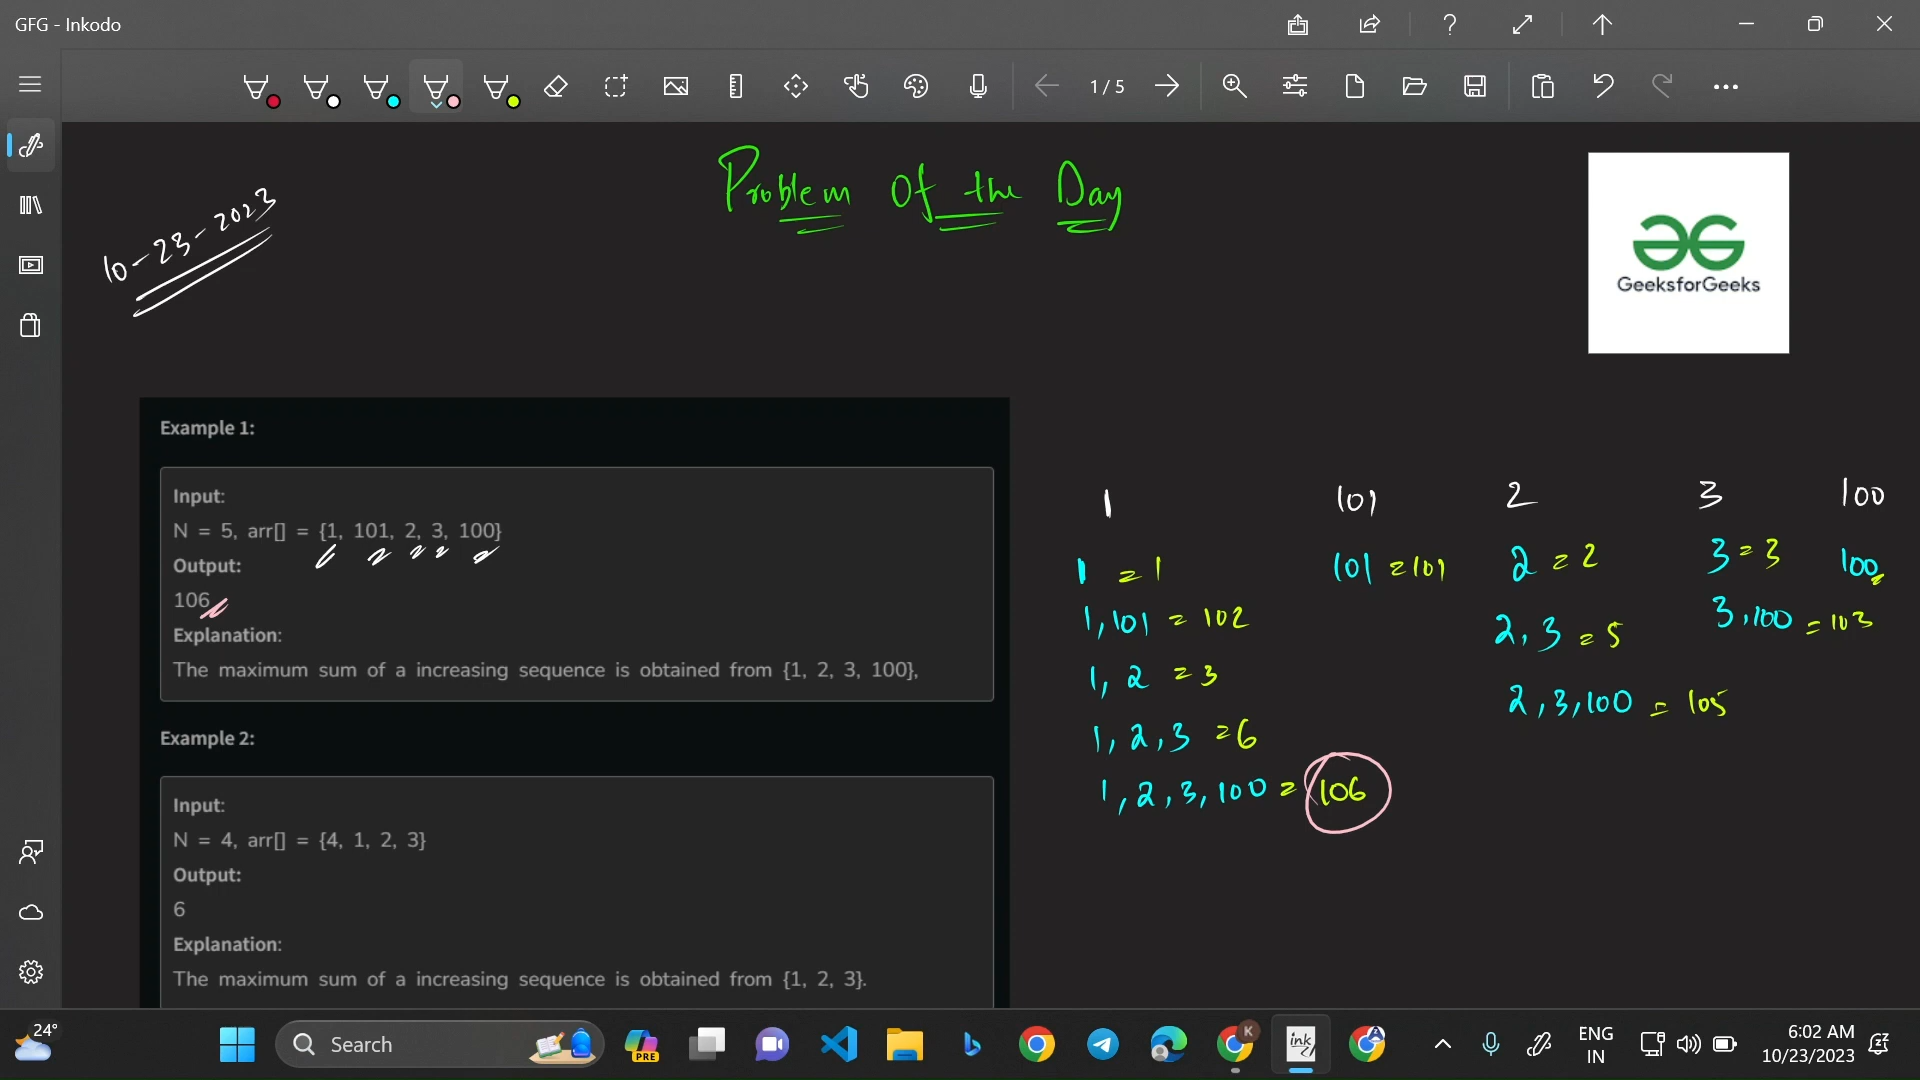 GFG - Inkodo
1 / 5
Problem Of the Day
10-23-2023
GeeksforGeeks
Example 1:
Input:
N = 5, arr[] = {1, 101, 2, 3, 100}
Output:
106
Explanation:
The maximum sum of a increasing sequence is obtained from {1, 2, 3, 100},
Example 2:
Input:
N = 4, arr[] = {4, 1, 2, 3}
Output:
6
Explanation:
The maximum sum of a increasing sequence is obtained from {1, 2, 3}.
1 101 2 3 100
1 = 1
1,101 = 102
1, 2 = 3
1, 2, 3 = 6
1, 2, 3, 100 = 106
101 = 101
2 = 2
2, 3 = 5
2, 3, 100 = 105
3 = 3
3, 100 = 103
100
24°
Search
PRE
K
ink
ENG
IN
6:02 AM
10/23/2023